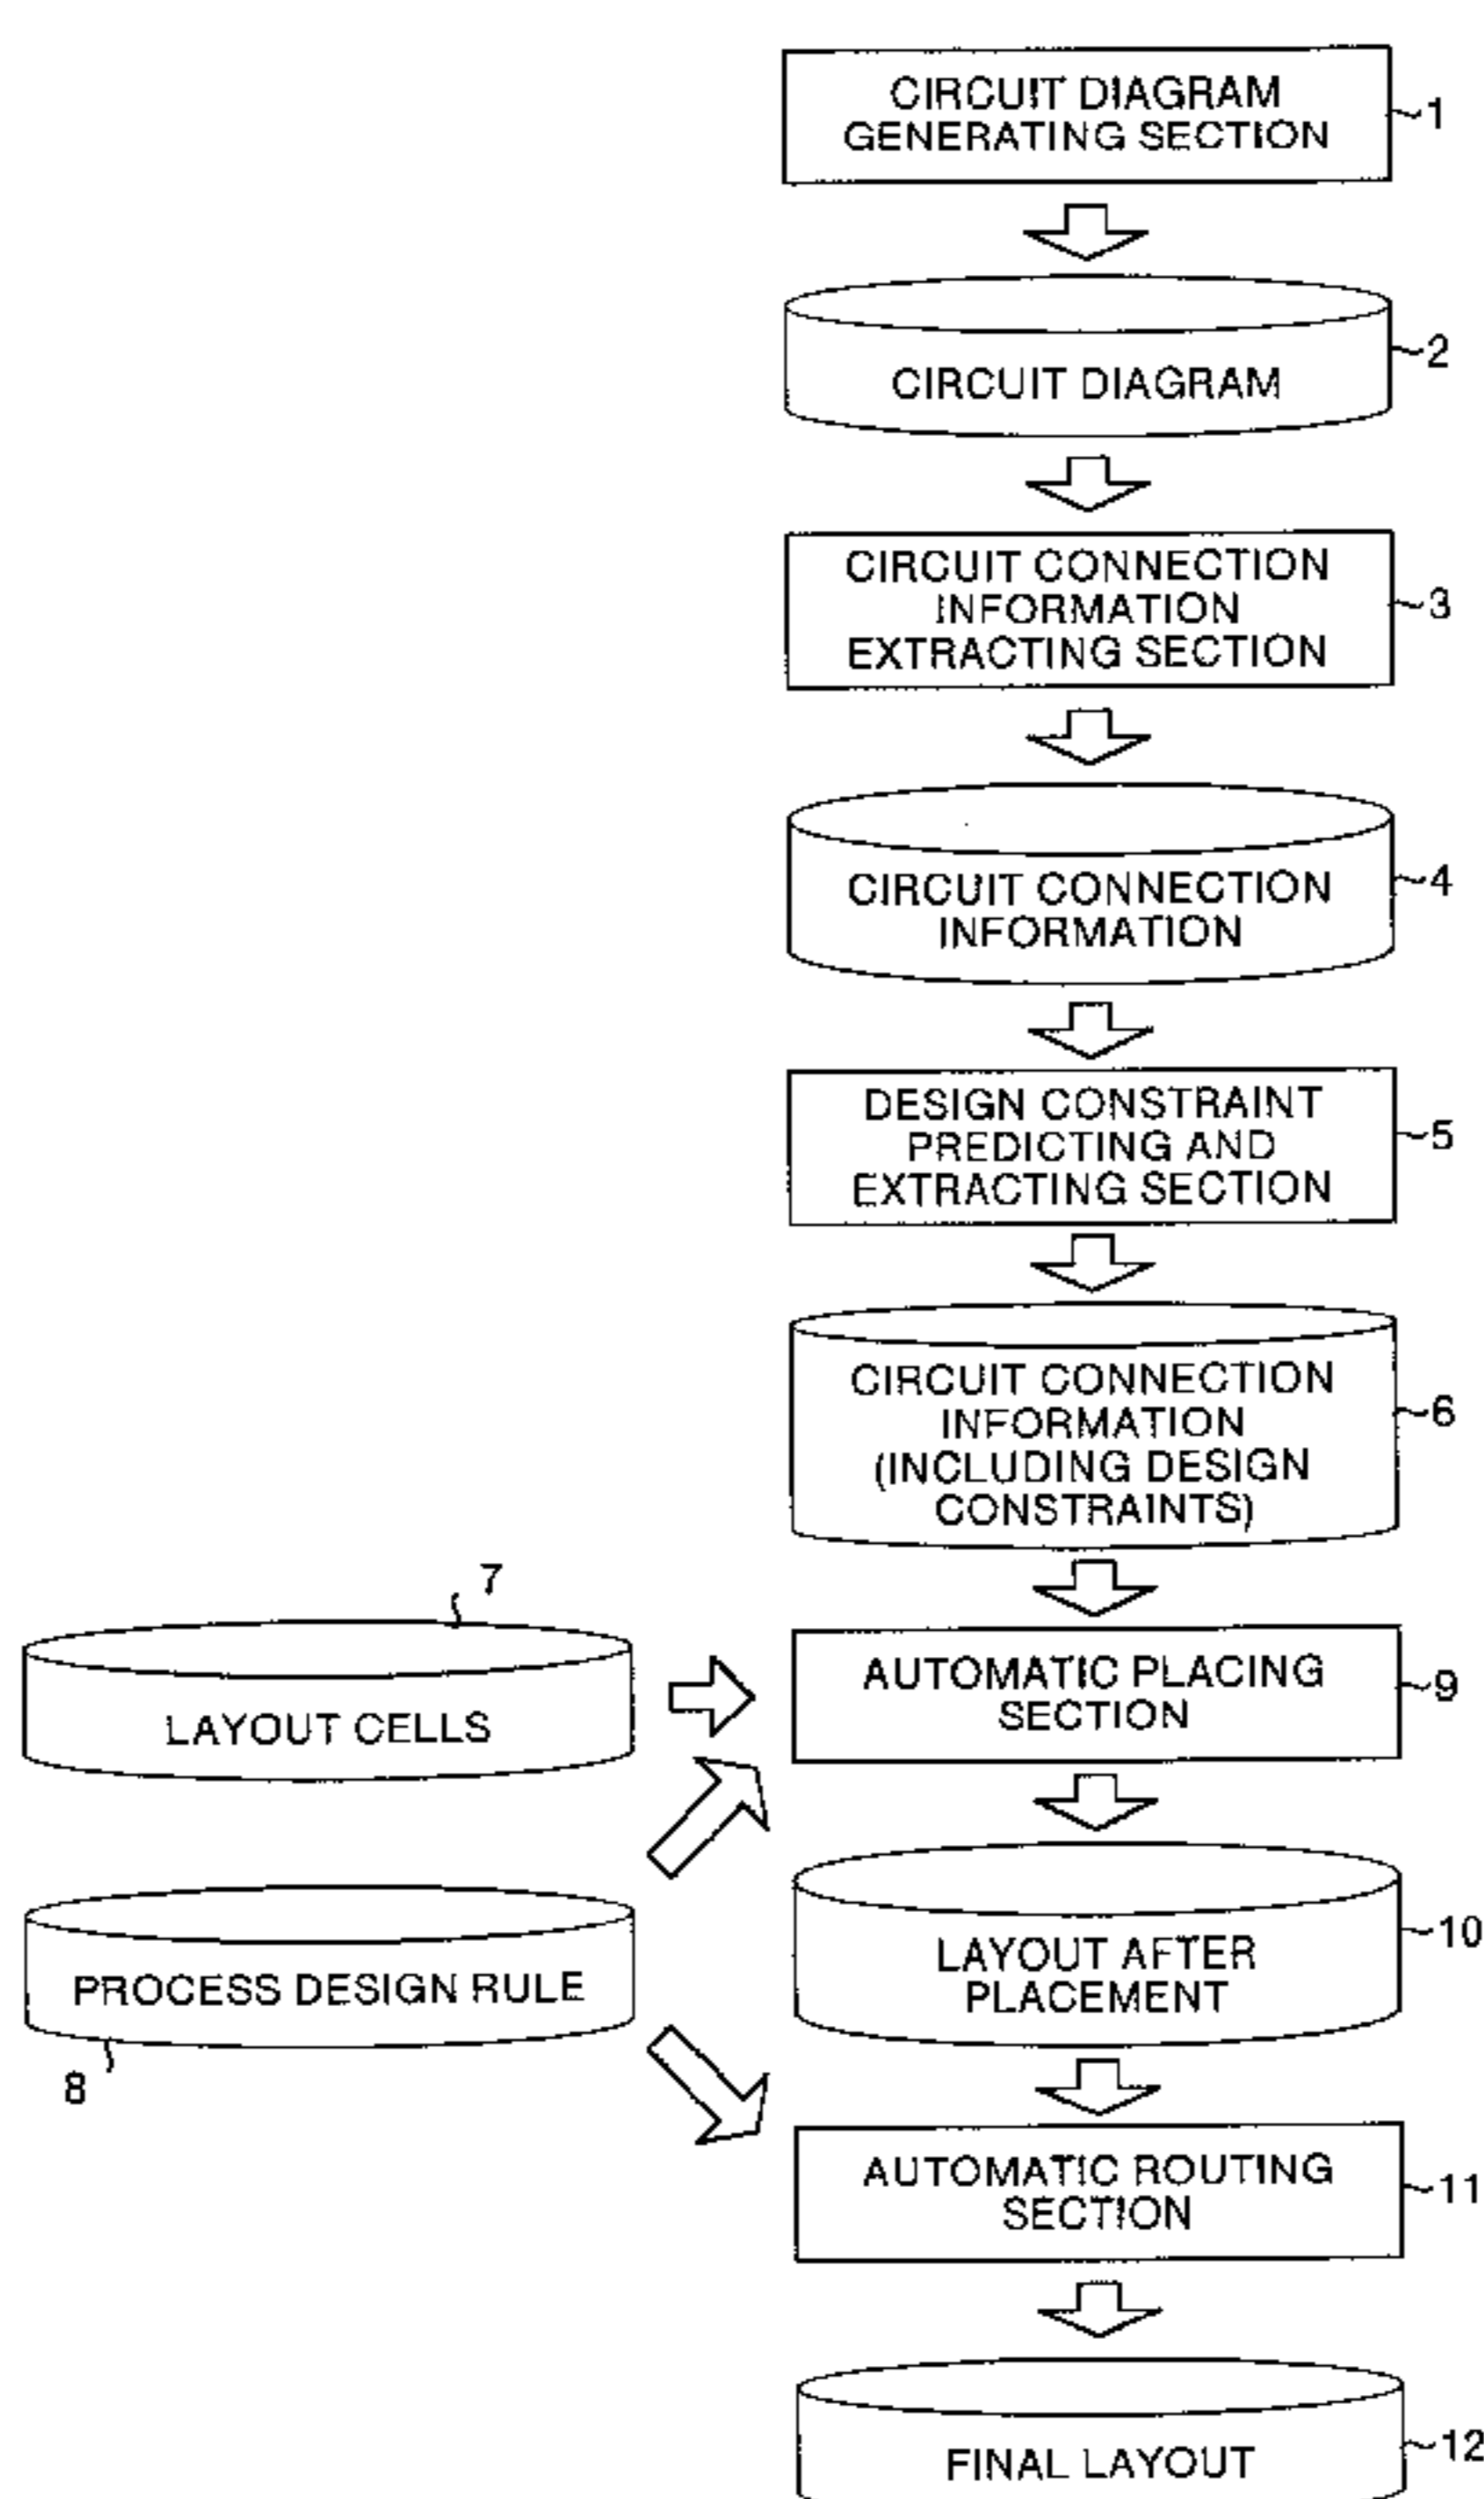 CIRCUIT DIAGRAM
GENERATING SECTION
1
CIRCUIT DIAGRAM
2
CIRCUIT CONNECTION
INFORMATION
EXTRACTING SECTION
3
CIRCUIT CONNECTION
INFORMATION
4
DESIGN CONSTRAINT
PREDICTING AND
EXTRACTING SECTION
5
CIRCUIT CONNECTION
INFORMATION
(INCLUDING DESIGN
CONSTRAINTS)
6
7
LAYOUT CELLS
AUTOMATIC PLACING
SECTION
9
PROCESS DESIGN RULE
8
LAYOUT AFTER
PLACEMENT
10
AUTOMATIC ROUTING
SECTION
11
FINAL LAYOUT
12